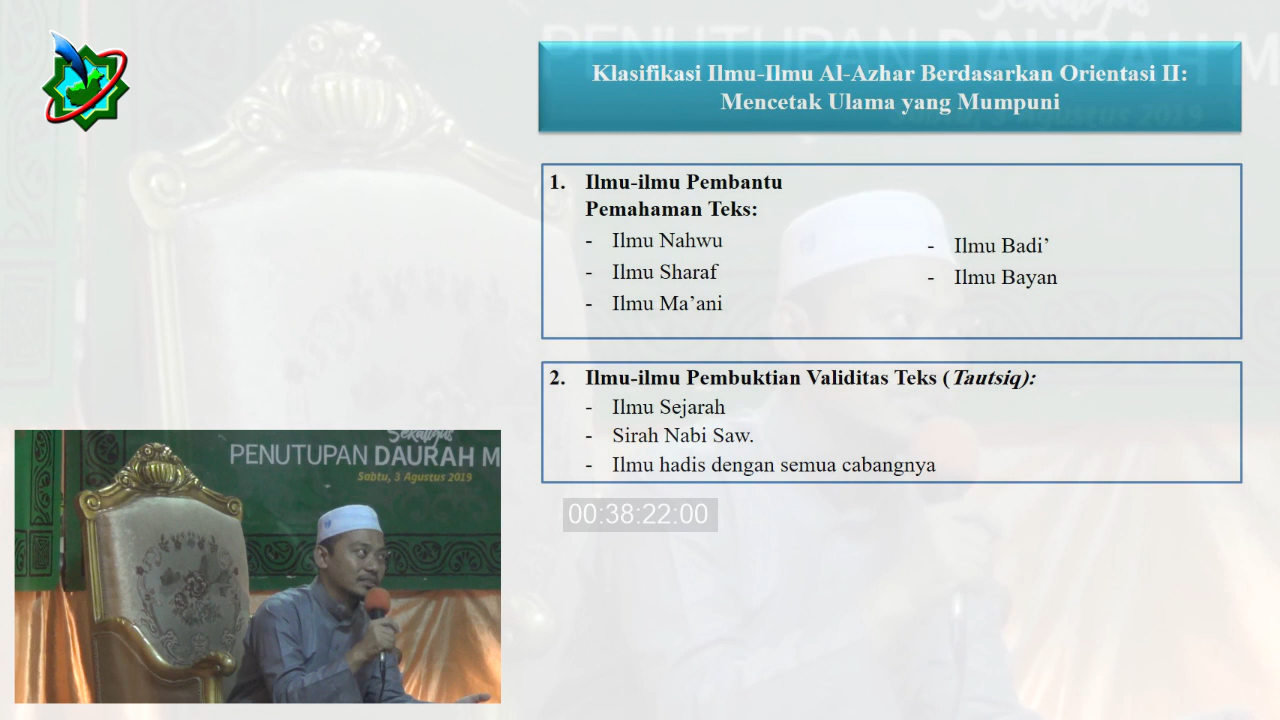 Klasifikasi Ilmu-Ilmu Al-Azhar Berdasarkan Orientasi II:
Mencetak Ulama yang Mumpuni
1. Ilmu-ilmu Pembantu
Pemahaman Teks:
- Ilmu Nahwu
- Ilmu Sharaf
- Ilmu Ma’ani
- Ilmu Badi’
- Ilmu Bayan
2. Ilmu-ilmu Pembuktian Validitas Teks (Tautsiq):
- Ilmu Sejarah
- Sirah Nabi Saw.
- Ilmu hadis dengan semua cabangnya
00:38:22:00
Sekaligus
PENUTUPAN DAURAH M
Sabtu, 3 Agustus 2019